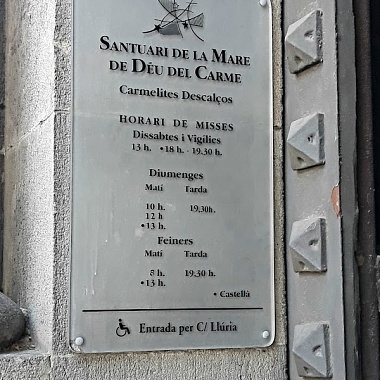 SANTUARI DE LA MARE
DE DÉU DEL CARME
Carmelites Descalços
HORARI DE MISSES
Dissabtes i Vigílies
13 h. •18 h. - 19.30 h.
Diumenges
Matí Tarda
10 h. 19,30h.
12 h
•13 h.
Feiners
Matí Tarda
8 h. 19.30 h.
•13 h.
• Castellà
Entrada per C/ Llúria